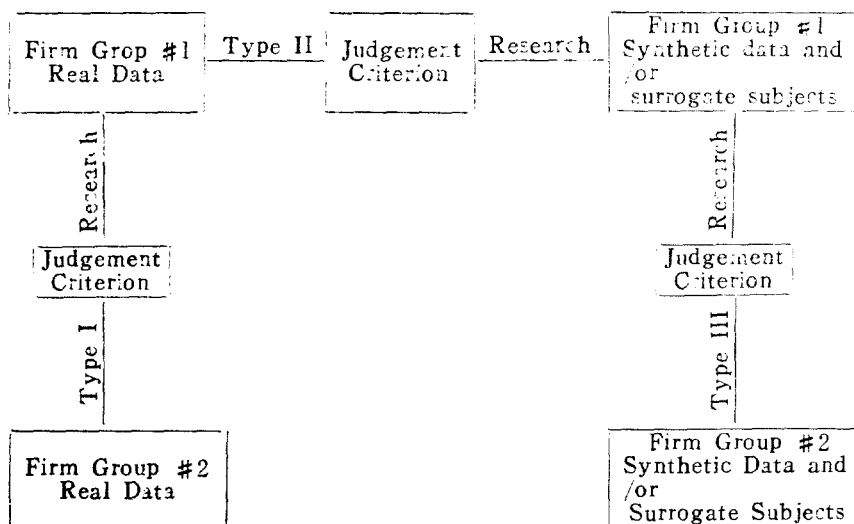 Firm Grop #1
Real Data
Type II
Judgement
Criterion
Research
Firm Group #1
Synthetic data and
/or
surrogate subjects
Research
Research
Judgement
Criterion
Judgement
Criterion
Type I
Type III
Firm Group #2
Real Data
Firm Group #2
Synthetic Data and
/or
Surrogate Subjects